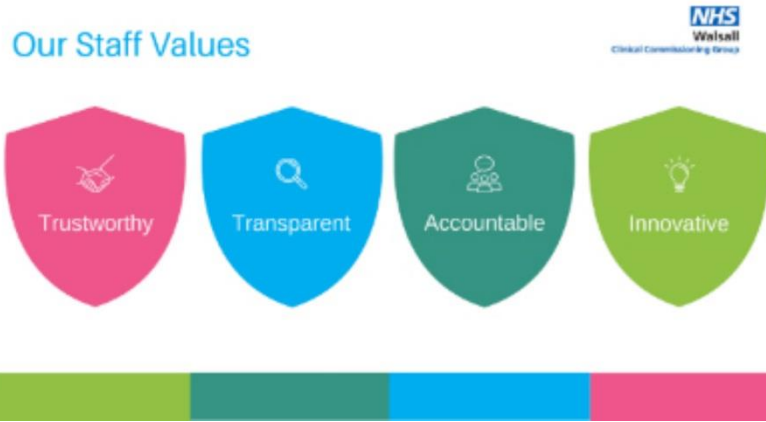 NHS
Our Staff Values
Walsall
Clinical Commissioning Group
Trustworthy
Transparent
Accountable
Innovative